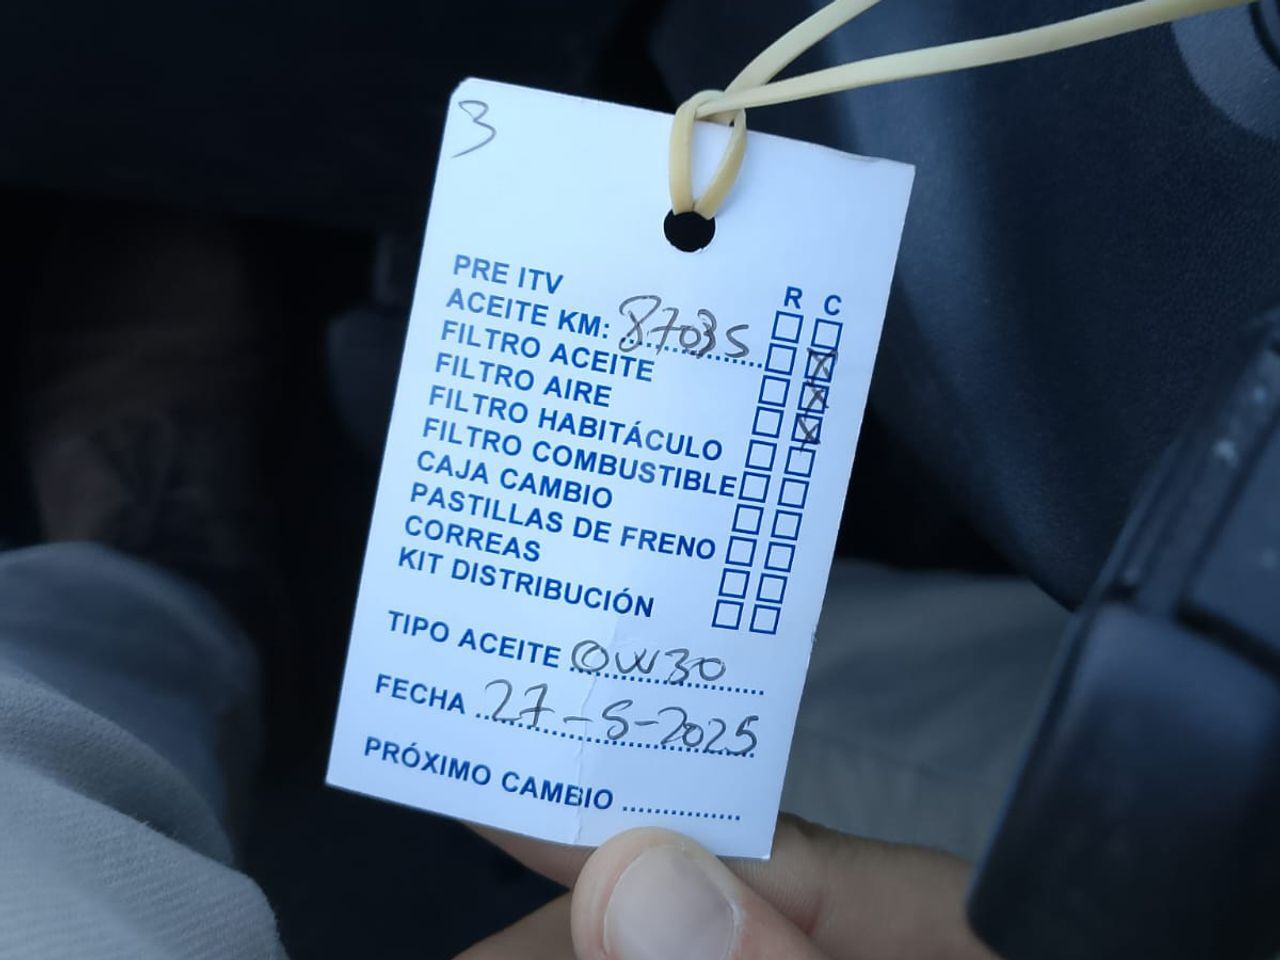 3
R C
PRE ITV
ACEITE KM: 87035
FILTRO ACEITE
FILTRO AIRE
FILTRO HABITÁCULO
FILTRO COMBUSTIBLE
CAJA CAMBIO
PASTILLAS DE FRENO
CORREAS
KIT DISTRIBUCIÓN
TIPO ACEITE 0W30
FECHA 27-5-2025
PRÓXIMO CAMBIO